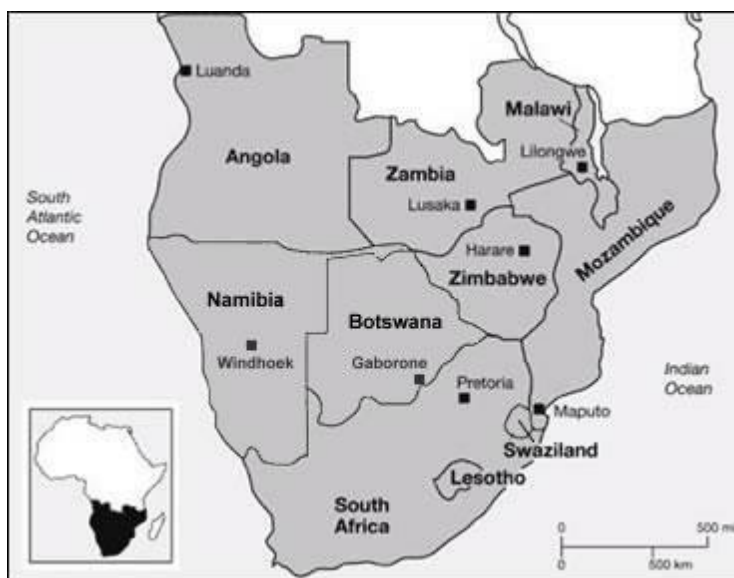 Luanda
Malawi
Angola
Lilongwe
Zambia
South
Atlantic
Ocean
Lusaka
Mozambique
Harare
Zimbabwe
Namibia
Botswana
Windhoek
Gaborone
Pretoria
Indian
Ocean
Maputo
Swaziland
Lesotho
South
Africa
0 500 mi
0 500 km